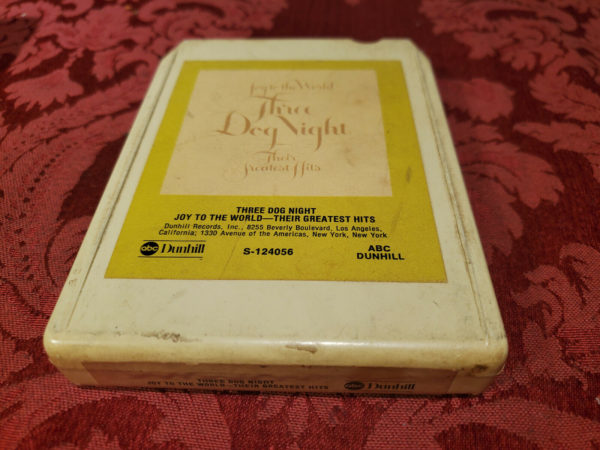 Joy to the World
Three
Dog Night
Their
Greatest Hits
THREE DOG NIGHT
JOY TO THE WORLD—THEIR GREATEST HITS
Dunhill Records, Inc., 8255 Beverly Boulevard, Los Angeles,
California; 1330 Avenue of the Americas, New York, New York
abc Dunhill S-124056 ABC
DUNHILL
THREE DOG NIGHT
JOY TO THE WORLD—THEIR GREATEST HITS abc Dunhill